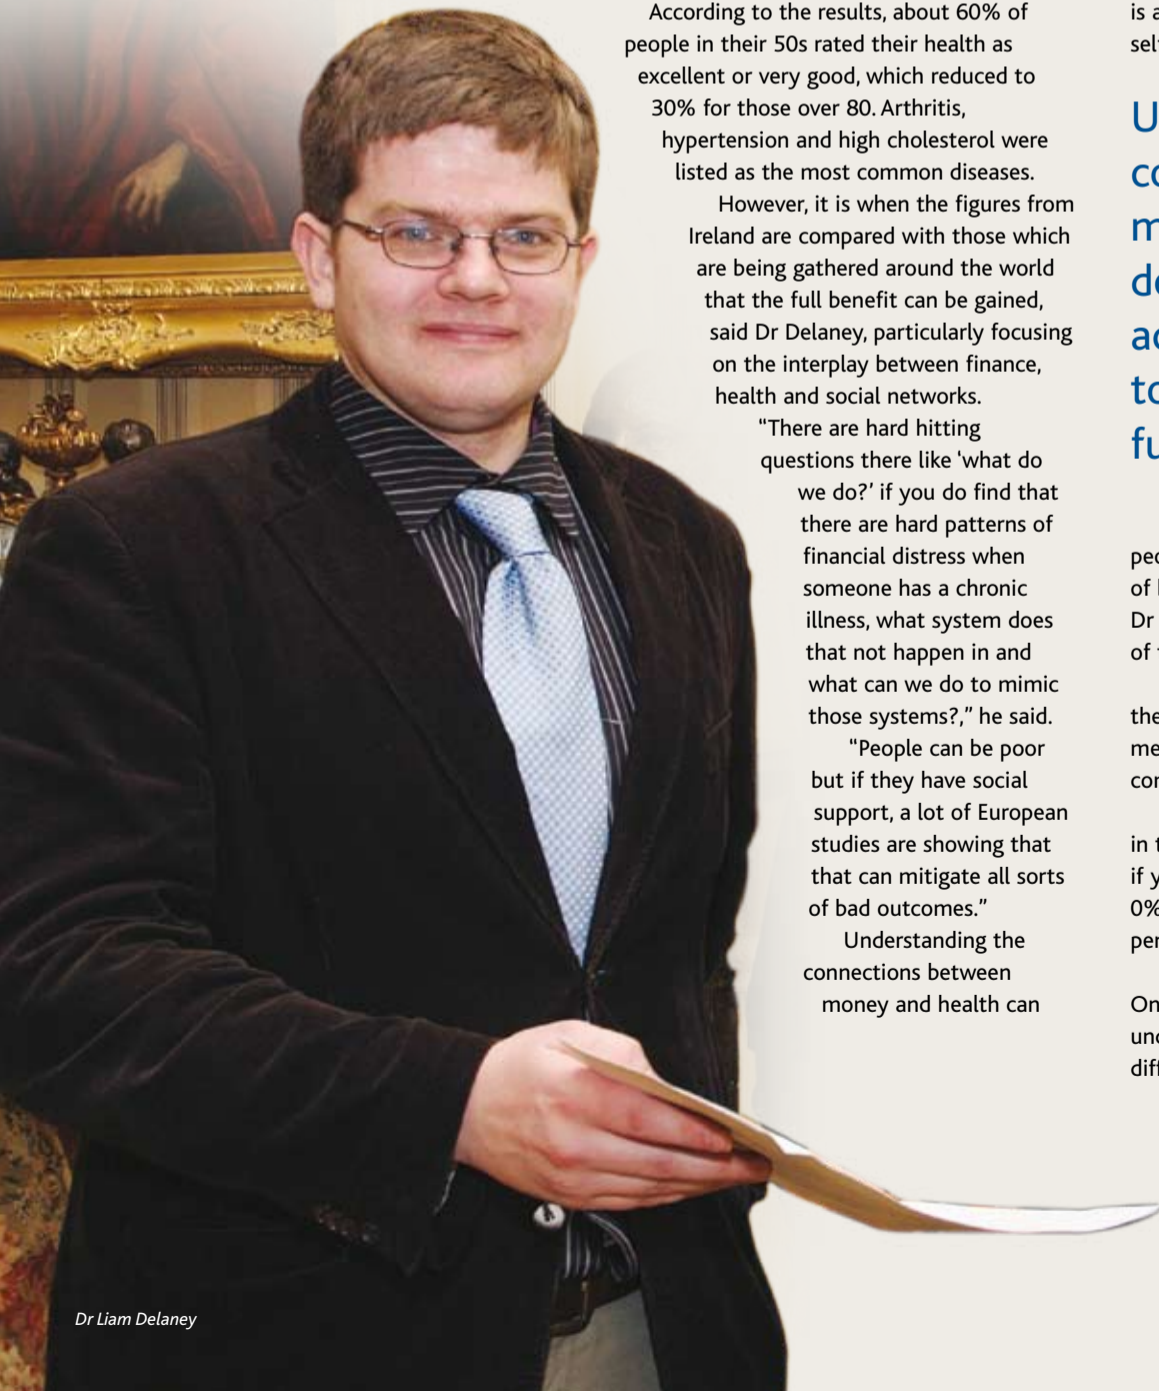 According to the results, about 60% of
people in their 50s rated their health as
excellent or very good, which reduced to
30% for those over 80. Arthritis,
hypertension and high cholesterol were
listed as the most common diseases.
However, it is when the figures from
Ireland are compared with those which
are being gathered around the world
that the full benefit can be gained,
said Dr Delaney, particularly focusing
on the interplay between finance,
health and social networks.
“There are hard hitting
questions there like ‘what do
we do?’ if you do find that
there are hard patterns of
financial distress when
someone has a chronic
illness, what system does
that not happen in and
what can we do to mimic
those systems?,” he said.
“People can be poor
but if they have social
support, a lot of European
studies are showing that
that can mitigate all sorts
of bad outcomes.”
Understanding the
connections between
money and health can
is
of
Dr
of
in
if
0%
Dr Liam Delaney